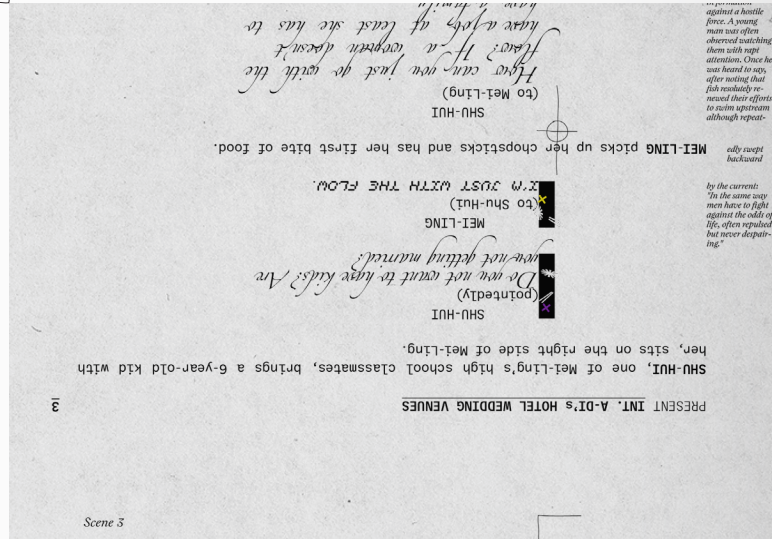 PRESENT INT. A-DI's HOTEL WEDDING VENUES 3
SHU-HUI, one of Mei-Ling's high school classmates, brings a 6-year-old kid with
her, sits on the right side of Mei-Ling.
SHU-HUI
(pointedly)
Do you not want to have kids? Are
you not getting married?
MEI-LING
(to Shu-Hui)
I'M JUST WITH THE FLOW.
MEI-LING picks up her chopsticks and has her first bite of food.
SHU-HUI
(to Mei-Ling)
How can you just go with the
flow? If a woman doesn't
have a job, at least she has to
have a family
against a hostile
force. A young
man was often
observed watching
them with rapt
attention. Once he
was heard to say,
after noting that
fish resolutely re-
newed their efforts
to swim upstream
although repeat-
edly swept
backward
by the current:
"In the same way
men have to fight
against the odds of
life, often repulsed
but never despair-
ing."
Scene 3